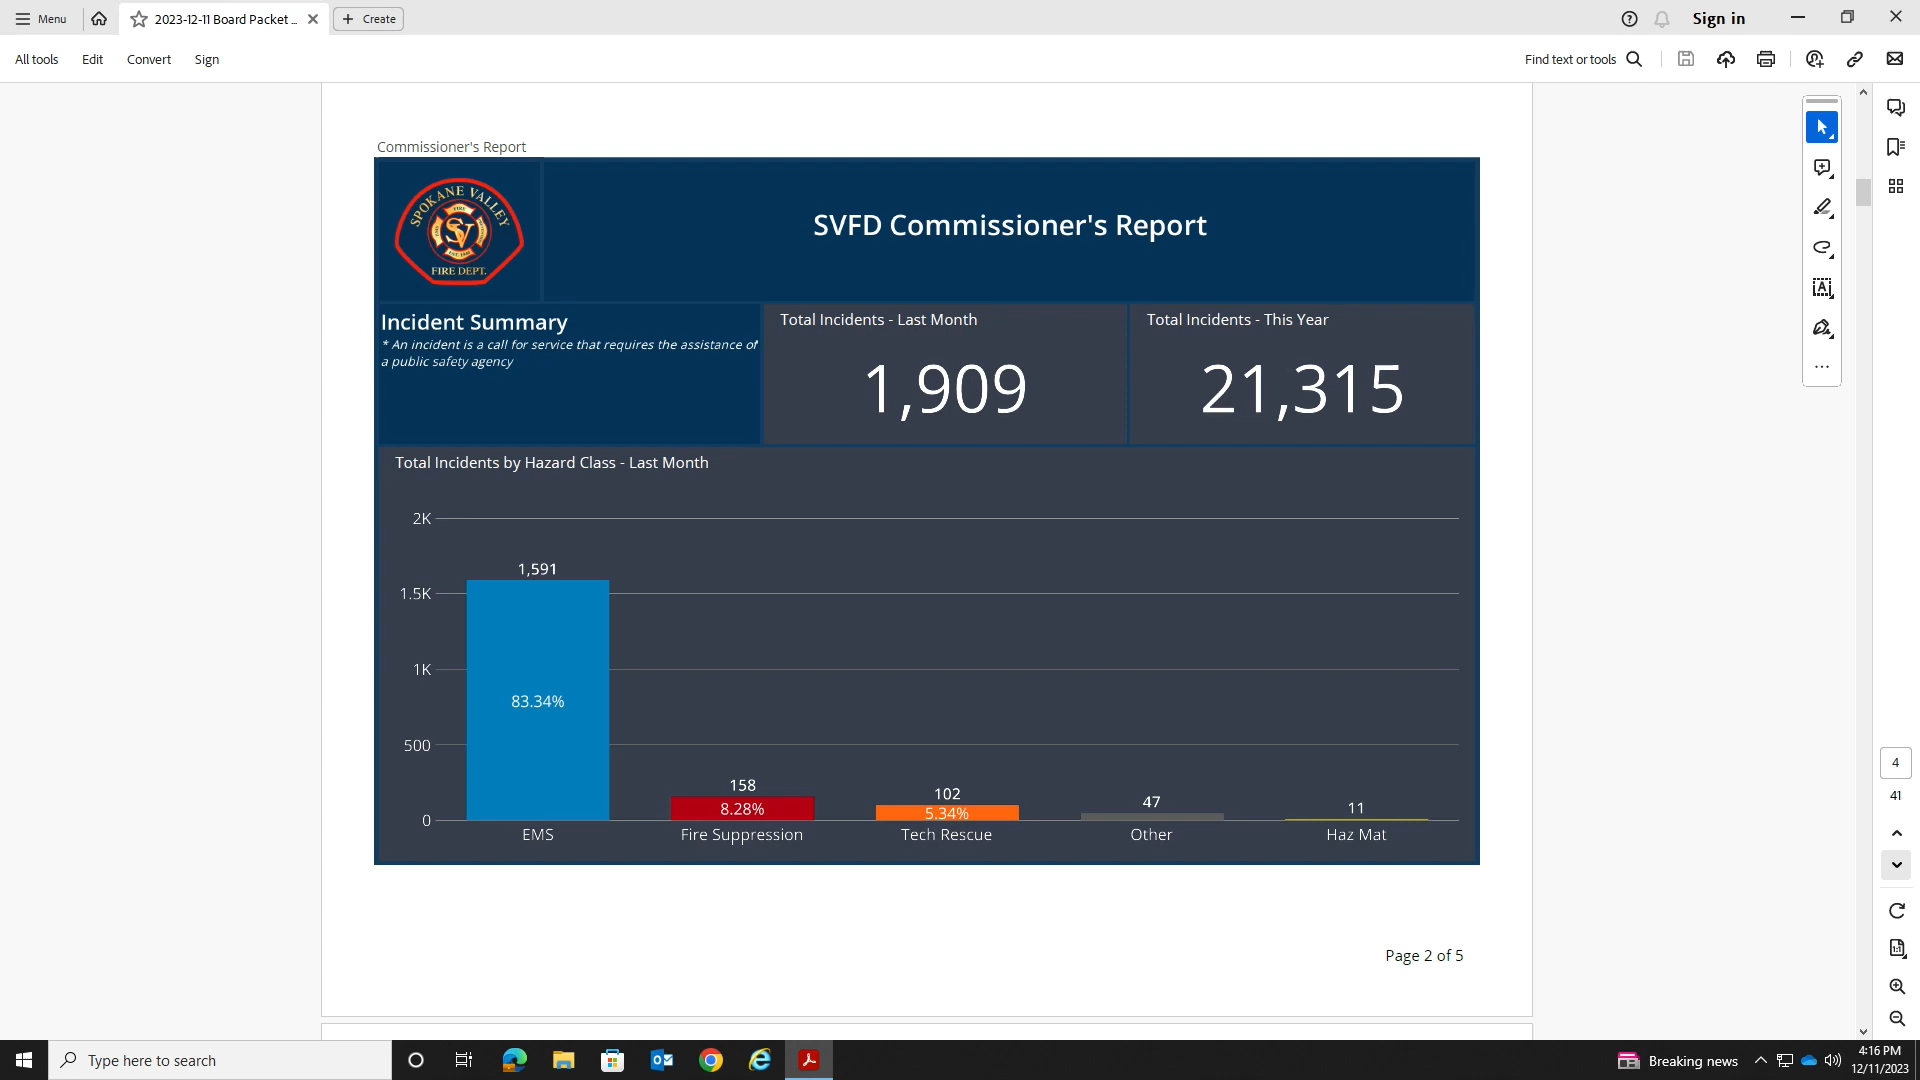 Menu
2023-12-11 Board Packet ...
Create
Sign in
All tools
Edit
Convert
Sign
Find text or tools
Commissioner's Report
SPOKANE VALLEY
FIRE
SV
FIRE DEPT.
SVFD Commissioner's Report
Incident Summary
* An incident is a call for service that requires the assistance of
a public safety agency
Total Incidents - Last Month
1,909
Total Incidents - This Year
21,315
Total Incidents by Hazard Class - Last Month
2K
1.5K
1K
500
0
1,591
83.34%
158
8.28%
102
5.34%
47
11
EMS
Fire Suppression
Tech Rescue
Other
Haz Mat
Page 2 of 5
4
41
Type here to search
Breaking news
4:16 PM
12/11/2023